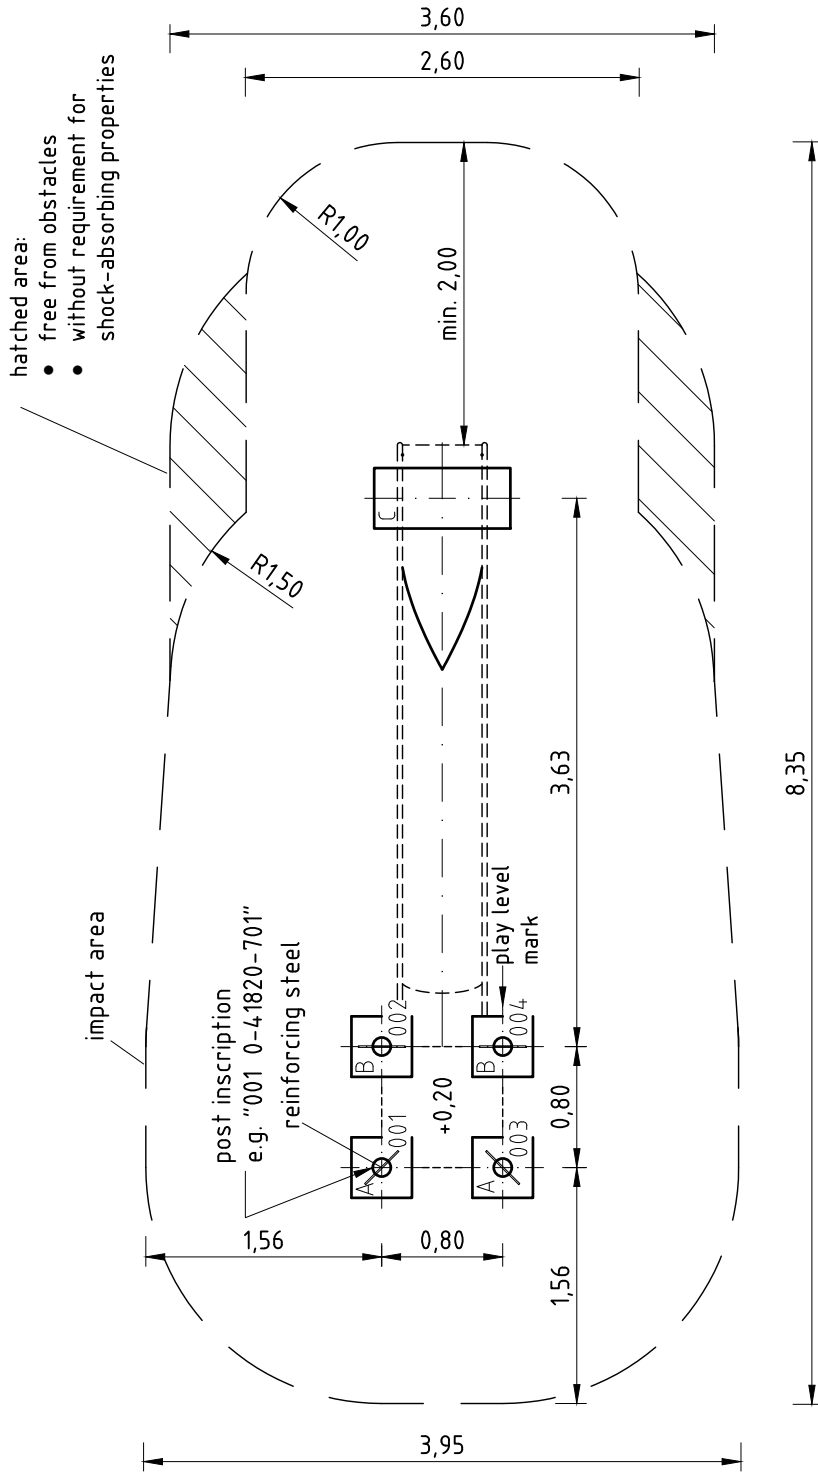 3,60
2,60
hatched area:
• free from obstacles
• without requirement for
shock-absorbing properties
R1,00
min. 2,00
C
R1,50
3,63
8,35
impact area
post inscription
e.g. "001 0-41820-701"
reinforcing steel
play level
mark
002
004
B
B
+0,20
0,80
001
003
A
A
1,56
0,80
1,56
3,95